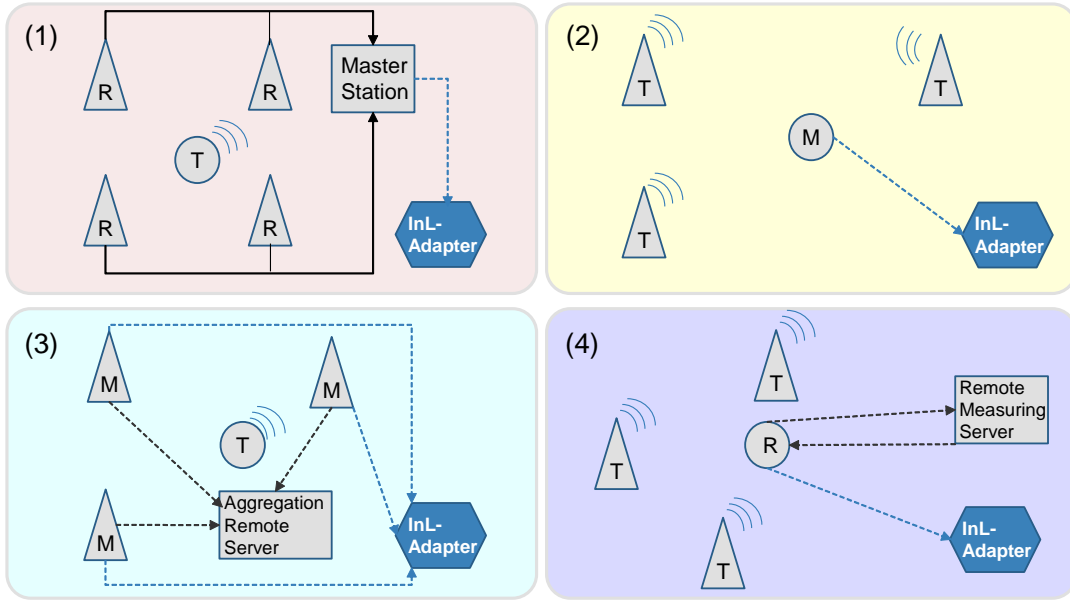 (1)
R
R
Master
Station
T
R
R
InL-
Adapter
(2)
T
T
M
T
InL-
Adapter
(3)
M
M
T
M
Aggregation
Remote
Server
InL-
Adapter
(4)
T
T
R
Remote
Measuring
Server
T
InL-
Adapter